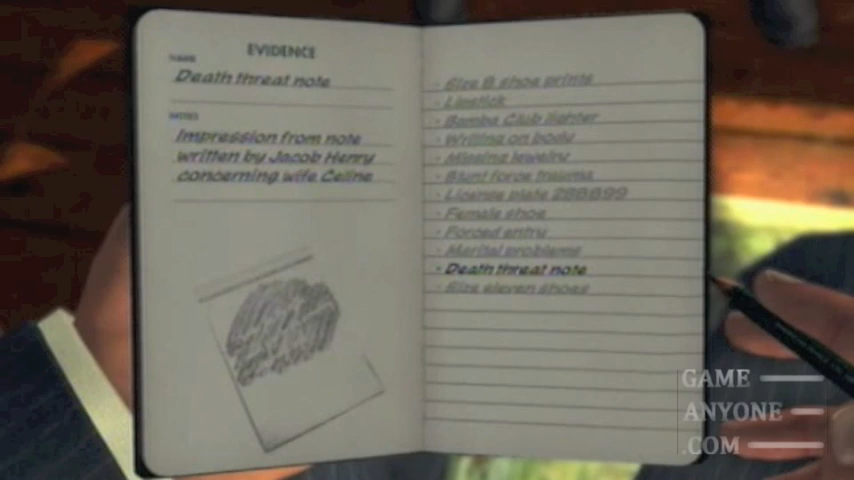 EVIDENCE
NAME
Death threat note
NOTES
Impression from note
written by Jacob Henry
concerning wife Celine
- Size 8 shoe prints
- Lipstick
- Bamba Club lighter
- Writing on body
- Missing jewelry
- Blunt force trauma
- License plate 2BBB99
- Female shoe
- Forced entry
- Marital problems
- Death threat note
- Size eleven shoes
GAME
ANYONE
.COM